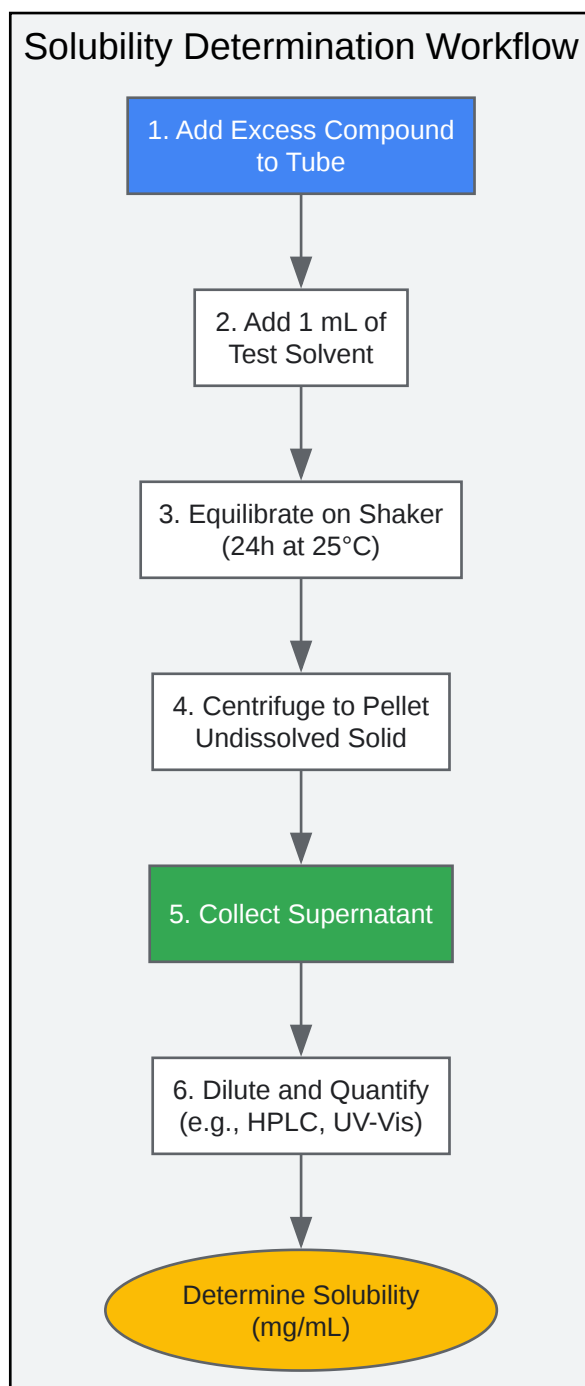 Solubility Determination Workflow
1. Add Excess Compound
to Tube
2. Add 1 mL of
Test Solvent
3. Equilibrate on Shaker
(24h at 25°C)
4. Centrifuge to Pellet
Undissolved Solid
5. Collect Supernatant
6. Dilute and Quantify
(e.g., HPLC, UV-Vis)
Determine Solubility
(mg/mL)